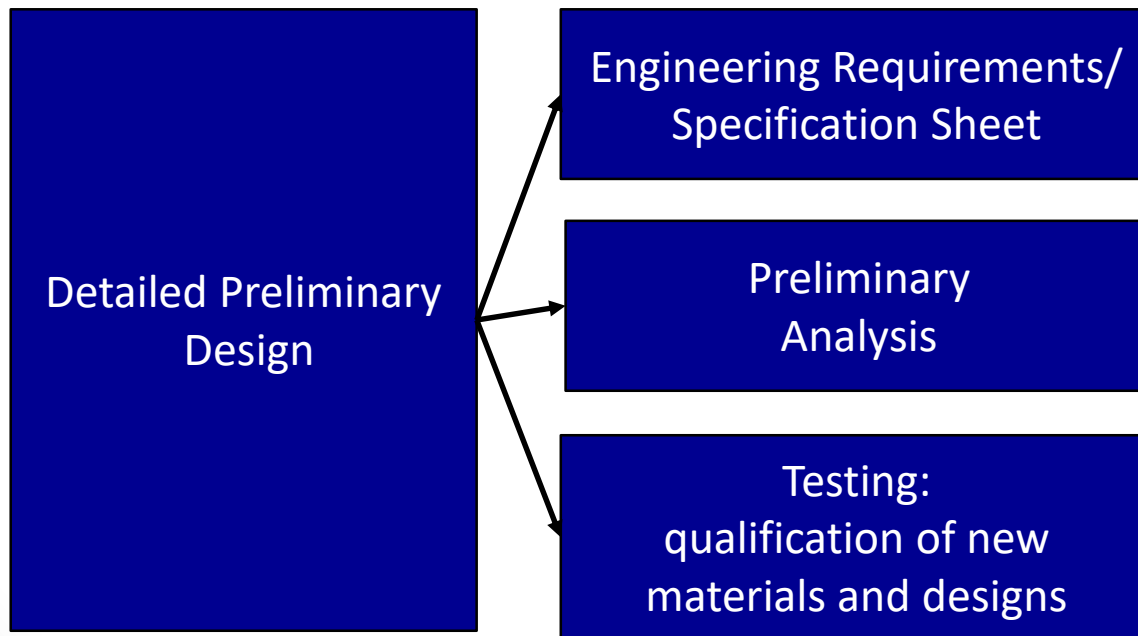 Detailed Preliminary
Design
Engineering Requirements/
Specification Sheet
Preliminary
Analysis
Testing:
qualification of new
materials and designs